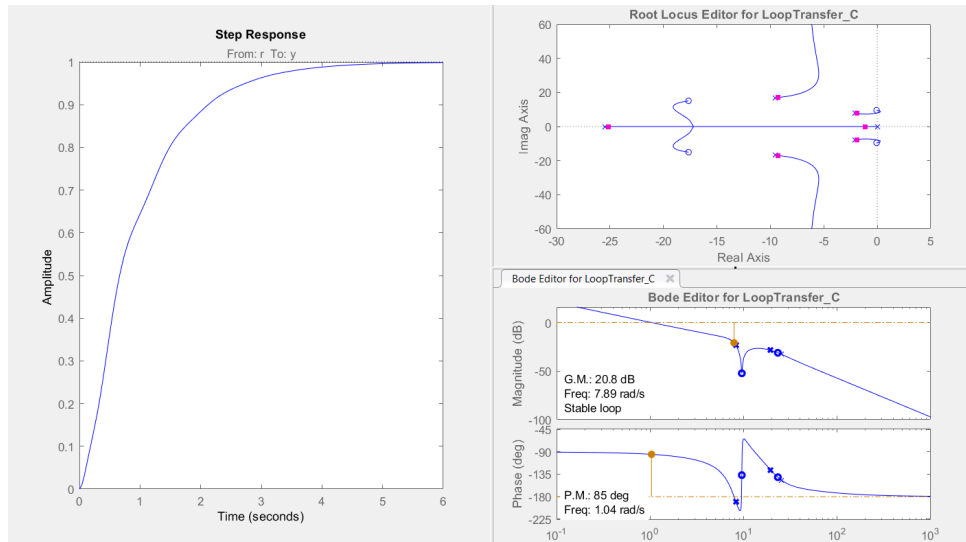 Step Response
From: r To: y
1
0.9
0.8
0.7
0.6
0.5
0.4
0.3
0.2
0.1
0
Amplitude
0 1 2 3 4 5 6
Time (seconds)
Root Locus Editor for LoopTransfer_C
60
40
20
0
-20
-40
-60
Imag Axis
-30 -25 -20 -15 -10 -5 0 5
Real Axis
Bode Editor for LoopTransfer_C
Bode Editor for LoopTransfer_C
0
-50
-100
Magnitude (dB)
G.M.: 20.8 dB
Freq: 7.89 rad/s
Stable loop
-45
-90
-135
-180
-225
Phase (deg)
P.M.: 85 deg
Freq: 1.04 rad/s
10^-1 10^0 10^1 10^2 10^3